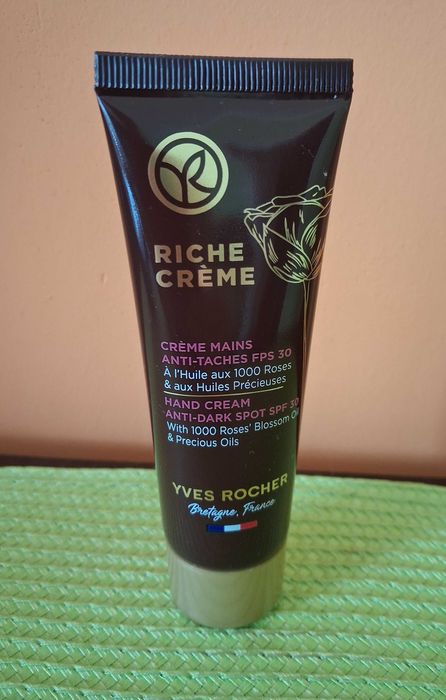 RICHE
CRÈME
CRÈME MAINS
ANTI-TACHES FPS 30
À l'Huile aux 1000 Roses
& aux Huiles Précieuses
HAND CREAM
ANTI-DARK SPOT SPF 30
With 1000 Roses' Blossom Oil
& Precious Oils
YVES ROCHER
Bretagne, France